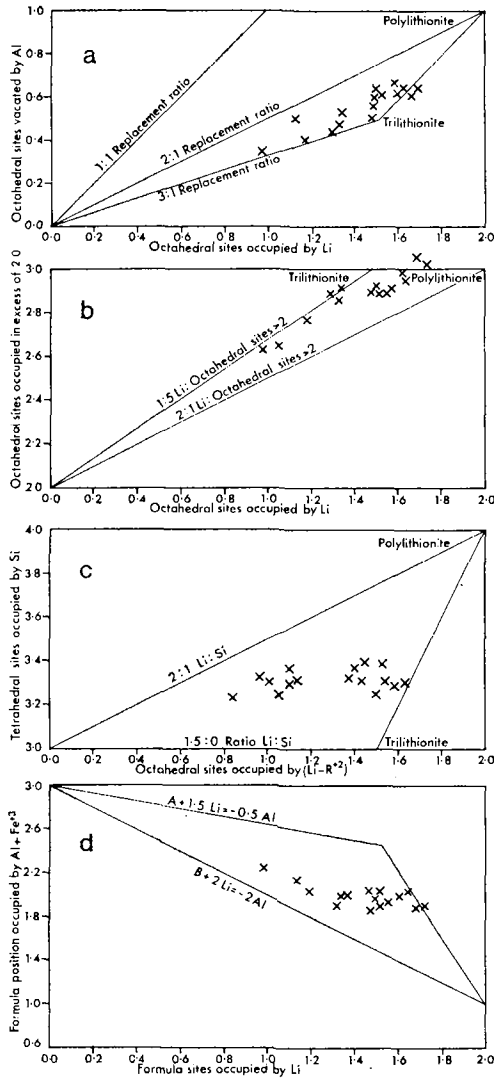 a
Octahedral sites vacated by Al
1·0
0·8
0·6
0·4
0·2
0·0
1:1 Replacement ratio
2:1 Replacement ratio
3:1 Replacement ratio
Polylithionite
Trilithionite
0·0 0·2 0·4 0·6 0·8 1·0 1·2 1·4 1·6 1·8 2·0
Octahedral sites occupied by Li
b
Octahedral sites occupied in excess of 2·0
3·0
2·8
2·6
2·4
2·2
2·0
Trilithionite
Polylithionite
1·5 Li:Octahedral sites>2
2:1 Li:Octahedral sites>2
0·0 0·2 0·4 0·6 0·8 1·0 1·2 1·4 1·6 1·8 2·0
Octahedral sites occupied by Li
c
Tetrahedral sites occupied by Si
4·0
3·8
3·6
3·4
3·2
3·0
Polylithionite
2:1 Li:Si
1·5:0 Ratio Li:Si
Trilithionite
0·0 0·2 0·4 0·6 0·8 1·0 1·2 1·4 1·6 1·8 2·0
Octahedral sites occupied by (Li-R+2)
d
Formula position occupied by Al+Fe+3
3·0
2·6
2·2
1·8
1·4
1·0
0·6
A+1·5 Li=-0·5 Al
B+2Li=-2Al
0·0 0·2 0·4 0·6 0·8 1·0 1·2 1·4 1·6 1·8 2·0
Formula sites occupied by Li